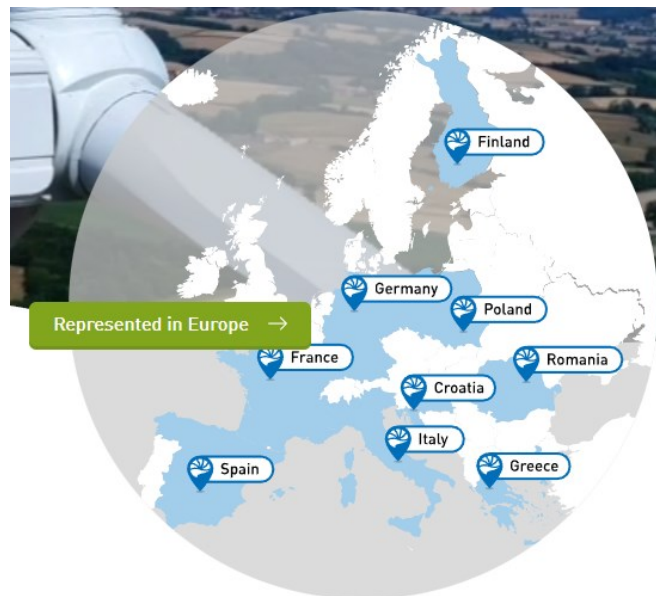 Finland
Germany
Poland
Represented in Europe
France
Romania
Croatia
Italy
Spain
Greece